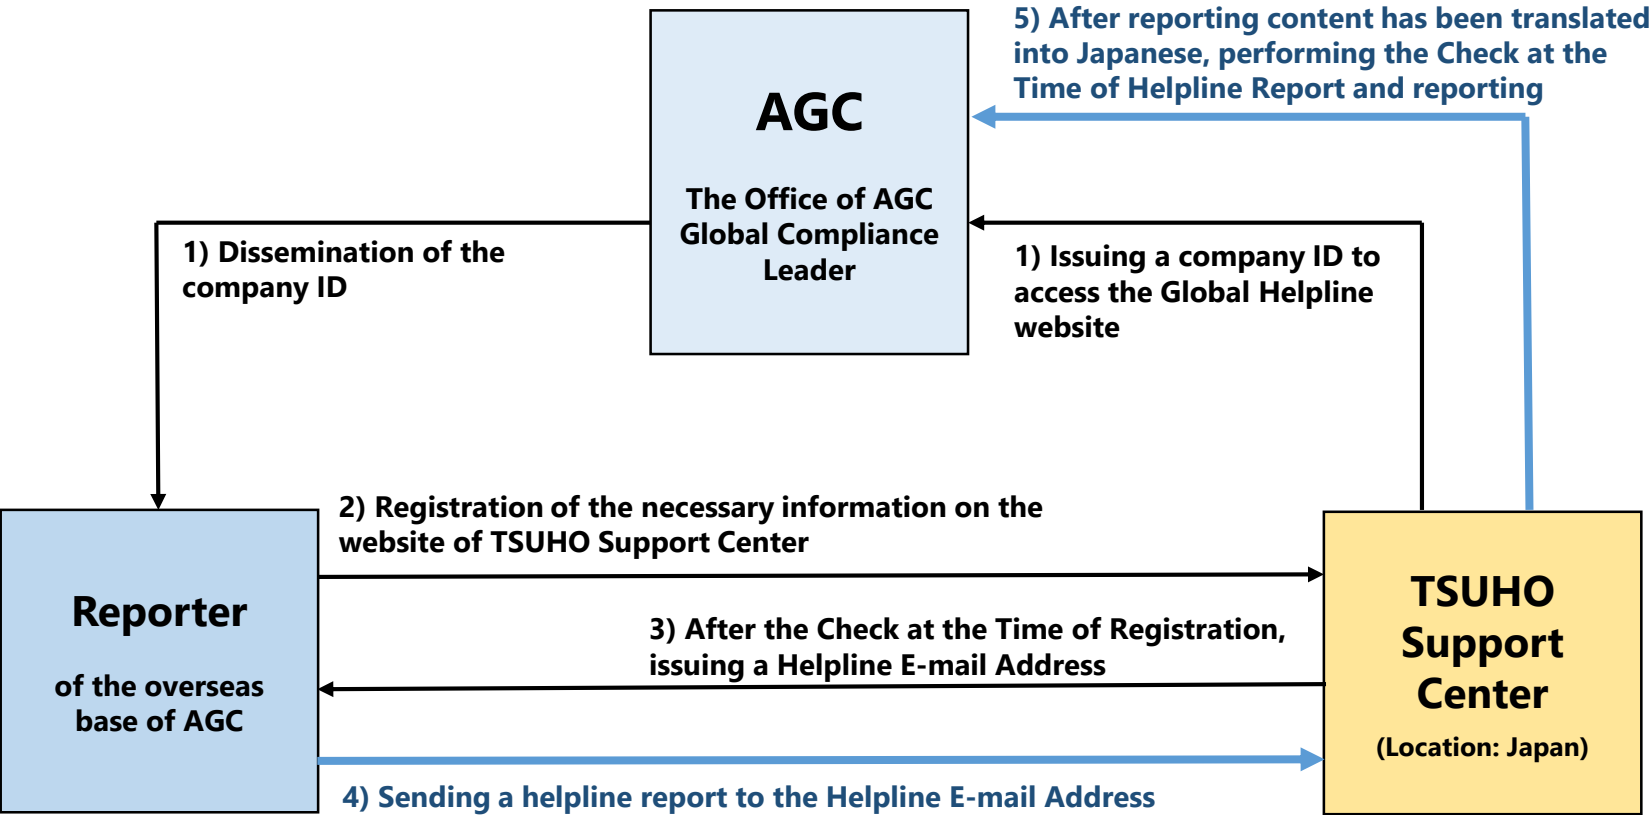 5) After reporting content has been translated
into Japanese, performing the Check at the
Time of Helpline Report and reporting
AGC
The Office of AGC
Global Compliance
Leader
1) Dissemination of the
company ID
1) Issuing a company ID to
access the Global Helpline
website
2) Registration of the necessary information on the
website of TSUHO Support Center
Reporter
of the overseas
base of AGC
3) After the Check at the Time of Registration,
issuing a Helpline E-mail Address
TSUHO
Support
Center
(Location: Japan)
4) Sending a helpline report to the Helpline E-mail Address